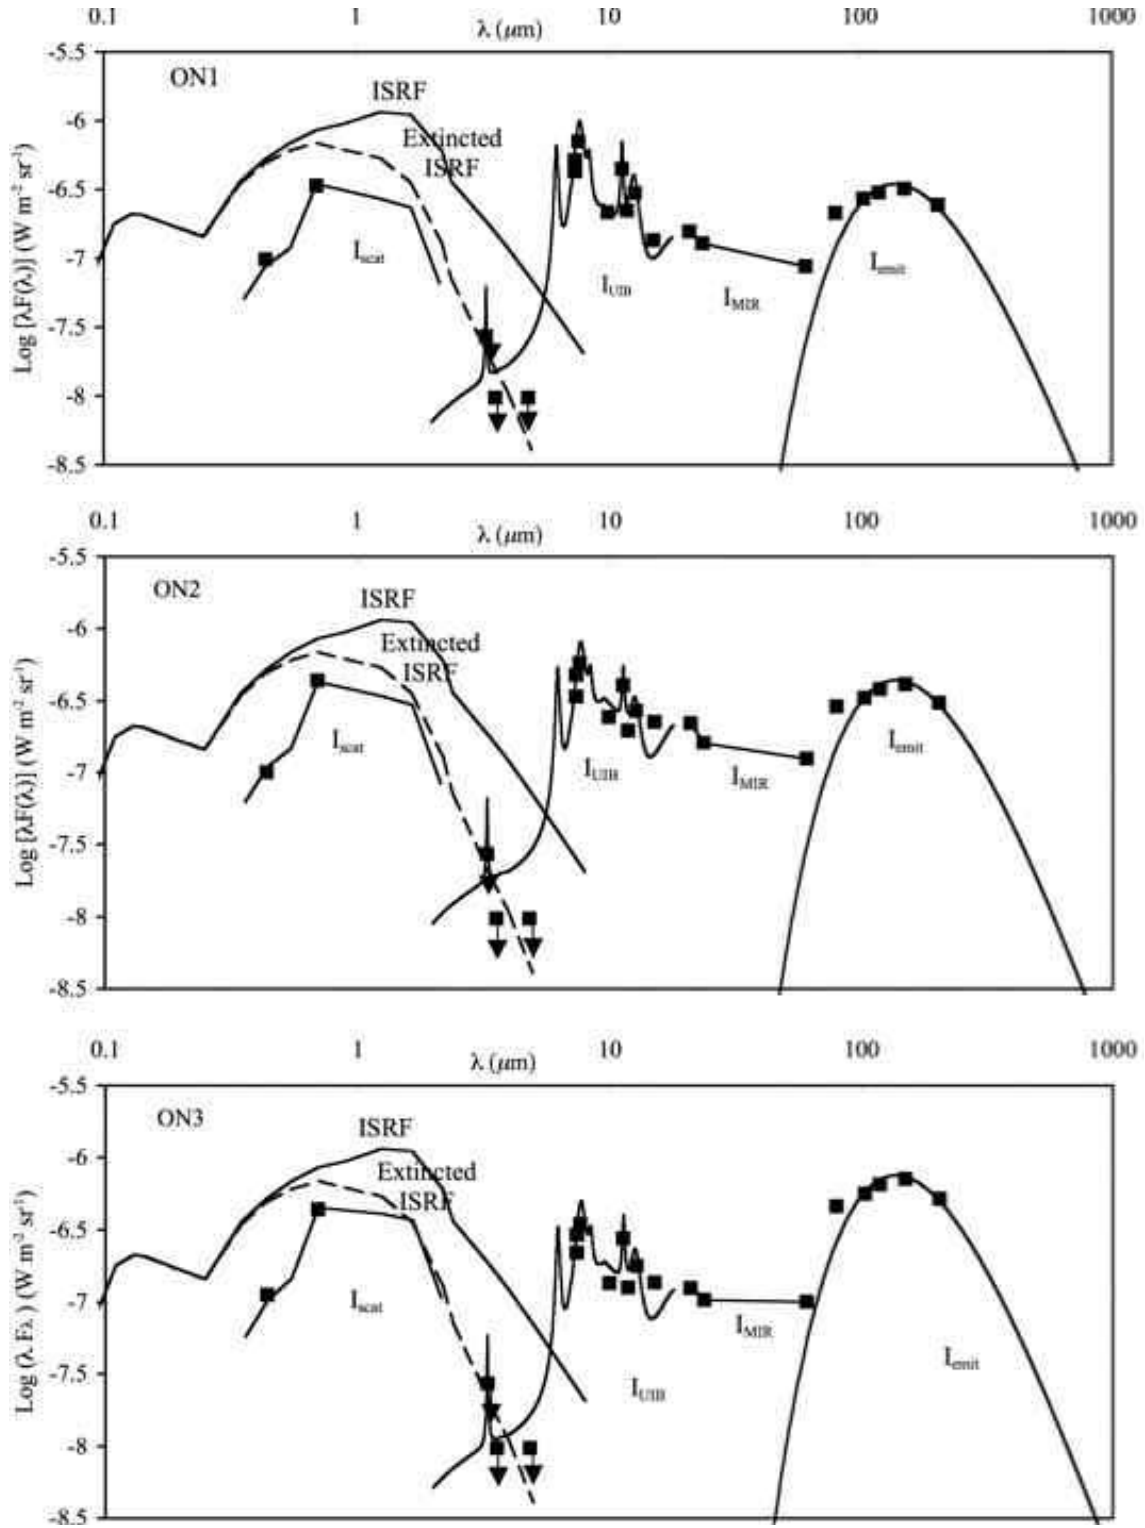 0.1 1 10 100 1000
λ (μm)
-5.5
ON1
ISRF
-6
Extincted
ISRF
-6.5
Log [λF(λ)] (W m⁻² sr⁻¹)
-7
I_scat
I_UIB
I_MIR
I_emit
-7.5
-8
-8.5
0.1 1 10 100 1000
λ (μm)
-5.5
ON2
ISRF
-6
Extincted
ISRF
-6.5
Log [λF(λ)] (W m⁻² sr⁻¹)
I_scat
I_UIB
I_MIR
I_emit
-7
-7.5
-8
-8.5
0.1 1 10 100 1000
λ (μm)
-5.5
ON3
ISRF
-6
Extincted
ISRF
-6.5
Log (λ Fλ ) (W m⁻² sr⁻¹)
-7
I_scat
I_MIR
I_emit
I_UIB
-7.5
-8
-8.5